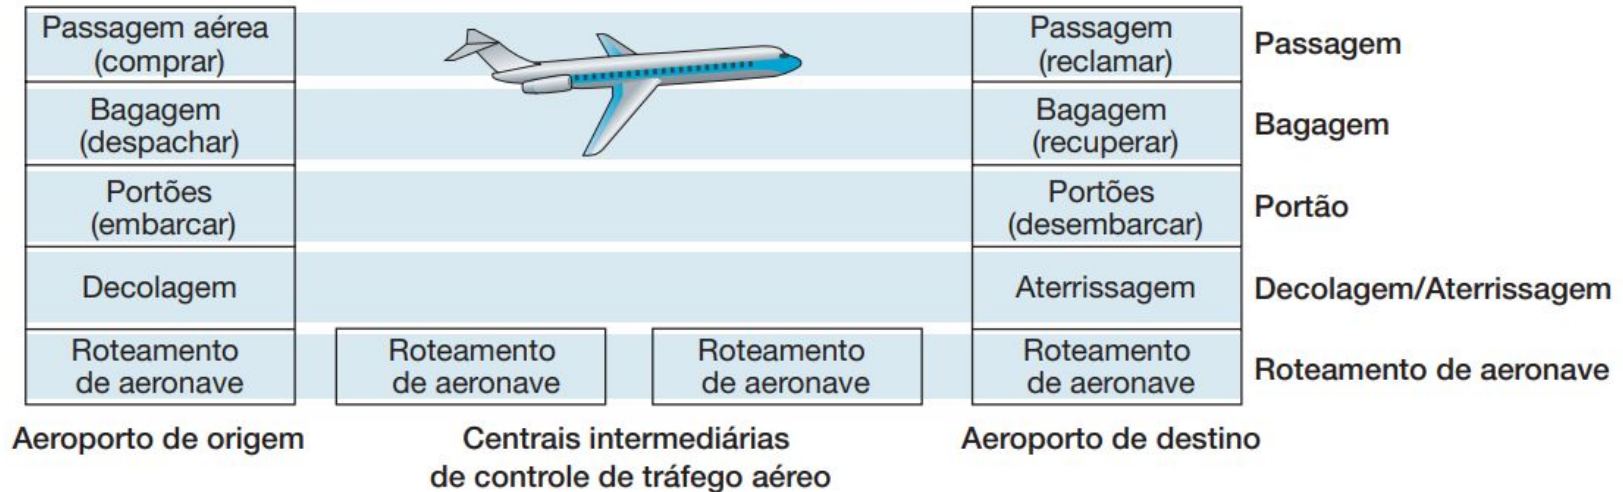 Passagem aérea
(comprar)
Passagem
(reclamar)
Passagem
Bagagem
(despachar)
Bagagem
(recuperar)
Bagagem
Portões
(embarcar)
Portões
(desembarcar)
Portão
Decolagem
Aterrissagem
Decolagem/Aterrissagem
Roteamento
de aeronave
Roteamento
de aeronave
Roteamento
de aeronave
Roteamento
de aeronave
Roteamento de aeronave
Aeroporto de origem
Centrais intermediárias
de controle de tráfego aéreo
Aeroporto de destino